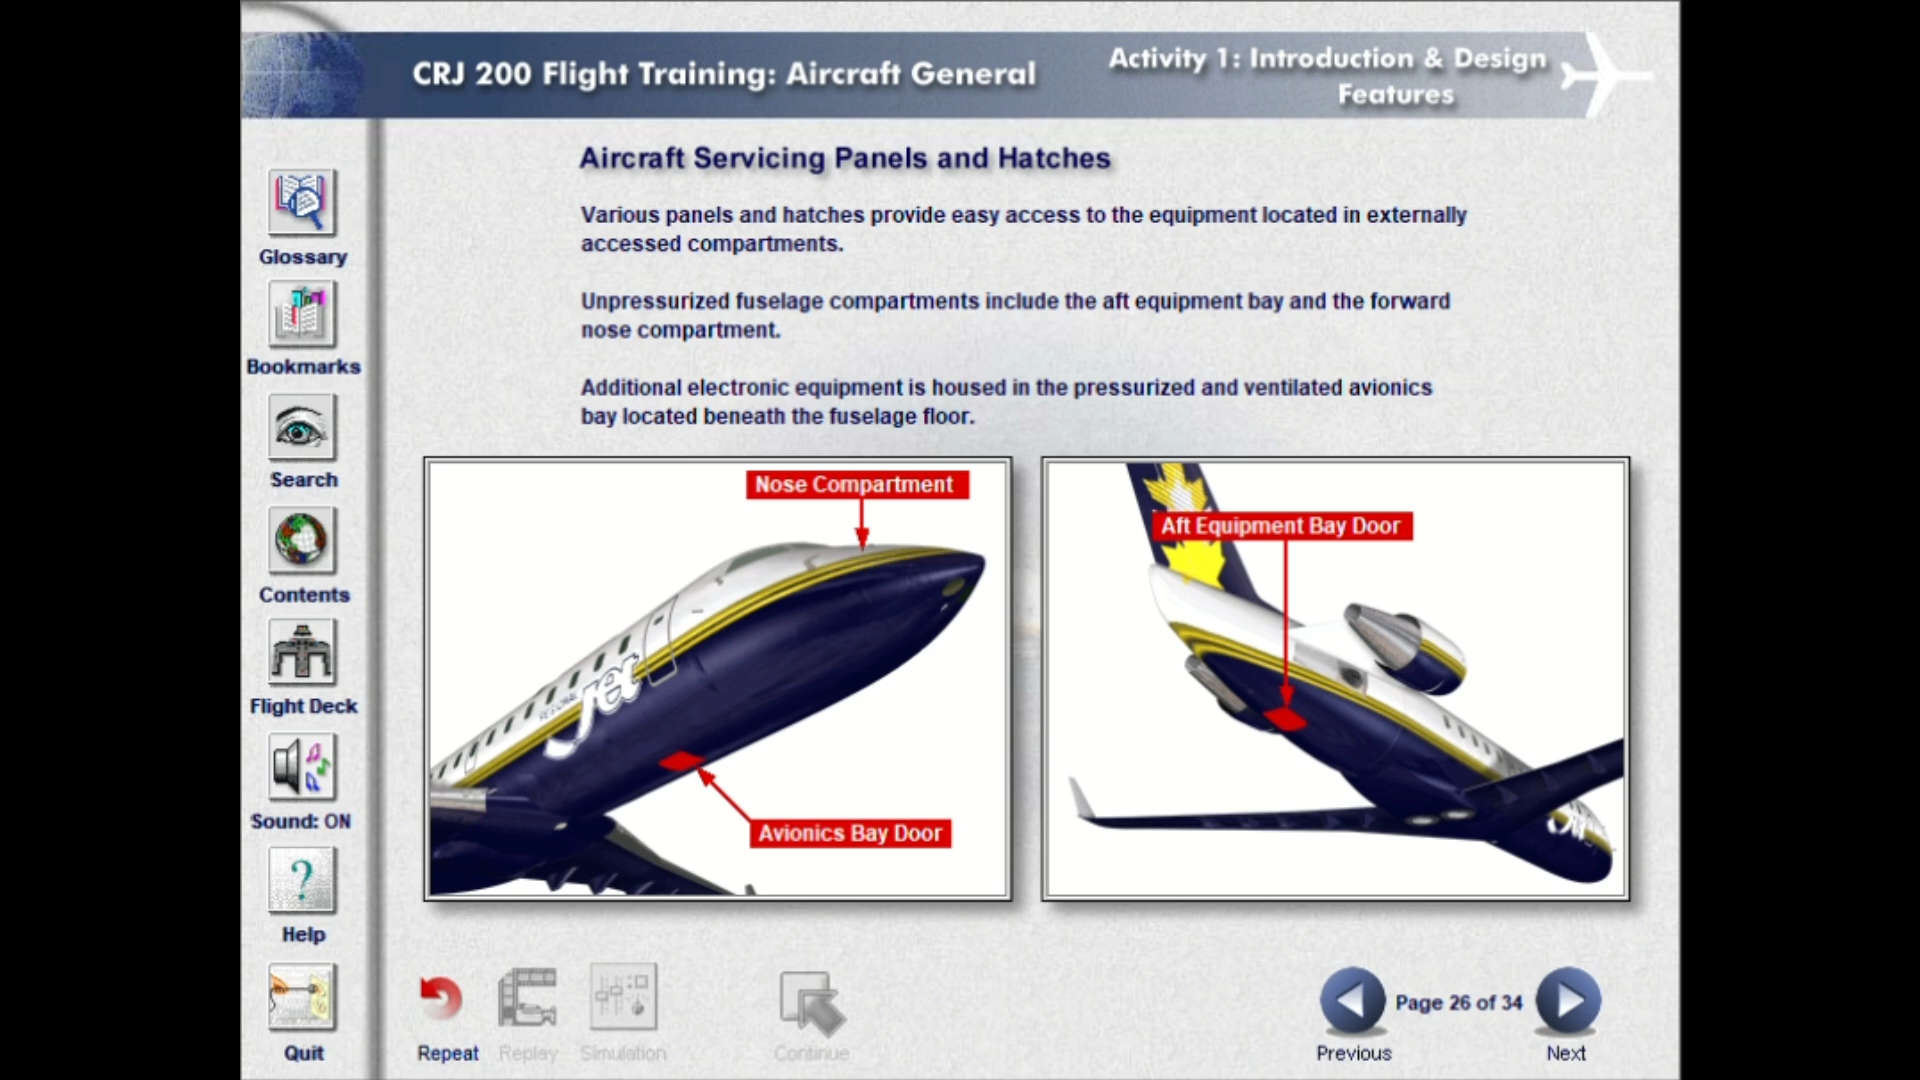 CRJ 200 Flight Training: Aircraft General
Activity 1: Introduction & Design
Features
Aircraft Servicing Panels and Hatches
Various panels and hatches provide easy access to the equipment located in externally
accessed compartments.
Unpressurized fuselage compartments include the aft equipment bay and the forward
nose compartment.
Additional electronic equipment is housed in the pressurized and ventilated avionics
bay located beneath the fuselage floor.
Glossary
Bookmarks
Search
Contents
Flight Deck
Sound: ON
Help
Quit
Nose Compartment
Jet
Avionics Bay Door
Aft Equipment Bay Door
Repeat
Replay
Simulation
Continue
Previous
Page 26 of 34
Next